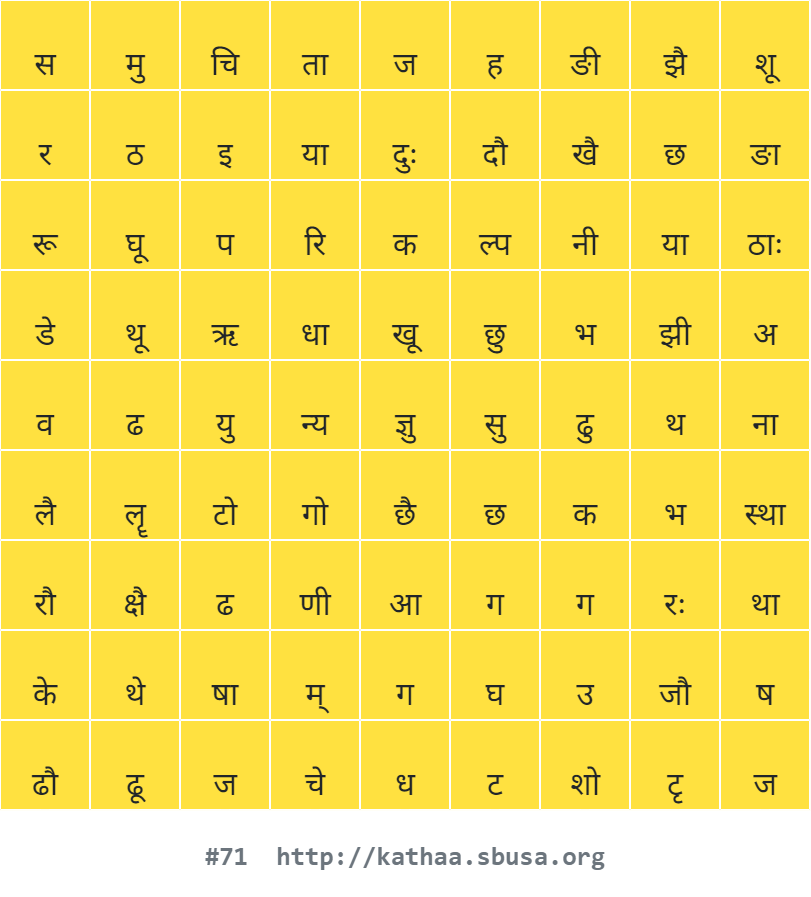 स मु चि ता ज ह ङी झै शू
र ठ इ या दुः दौ खै छ ङा
रू घू प रि क ल्प नी या ठाः
डे थू ऋ धा खू छु भ झी अ
व ढ यु न्य ज्ञु सु ढु थ ना
लै लॄ टो गो छै छ क भ स्था
रौ क्षै ढ णी आ ग ग रः था
के थे षा म् ग घ उ जौ ष
ढौ ढू ज चे ध ट शो टृ ज
#71 http://kathaa.sbusa.org